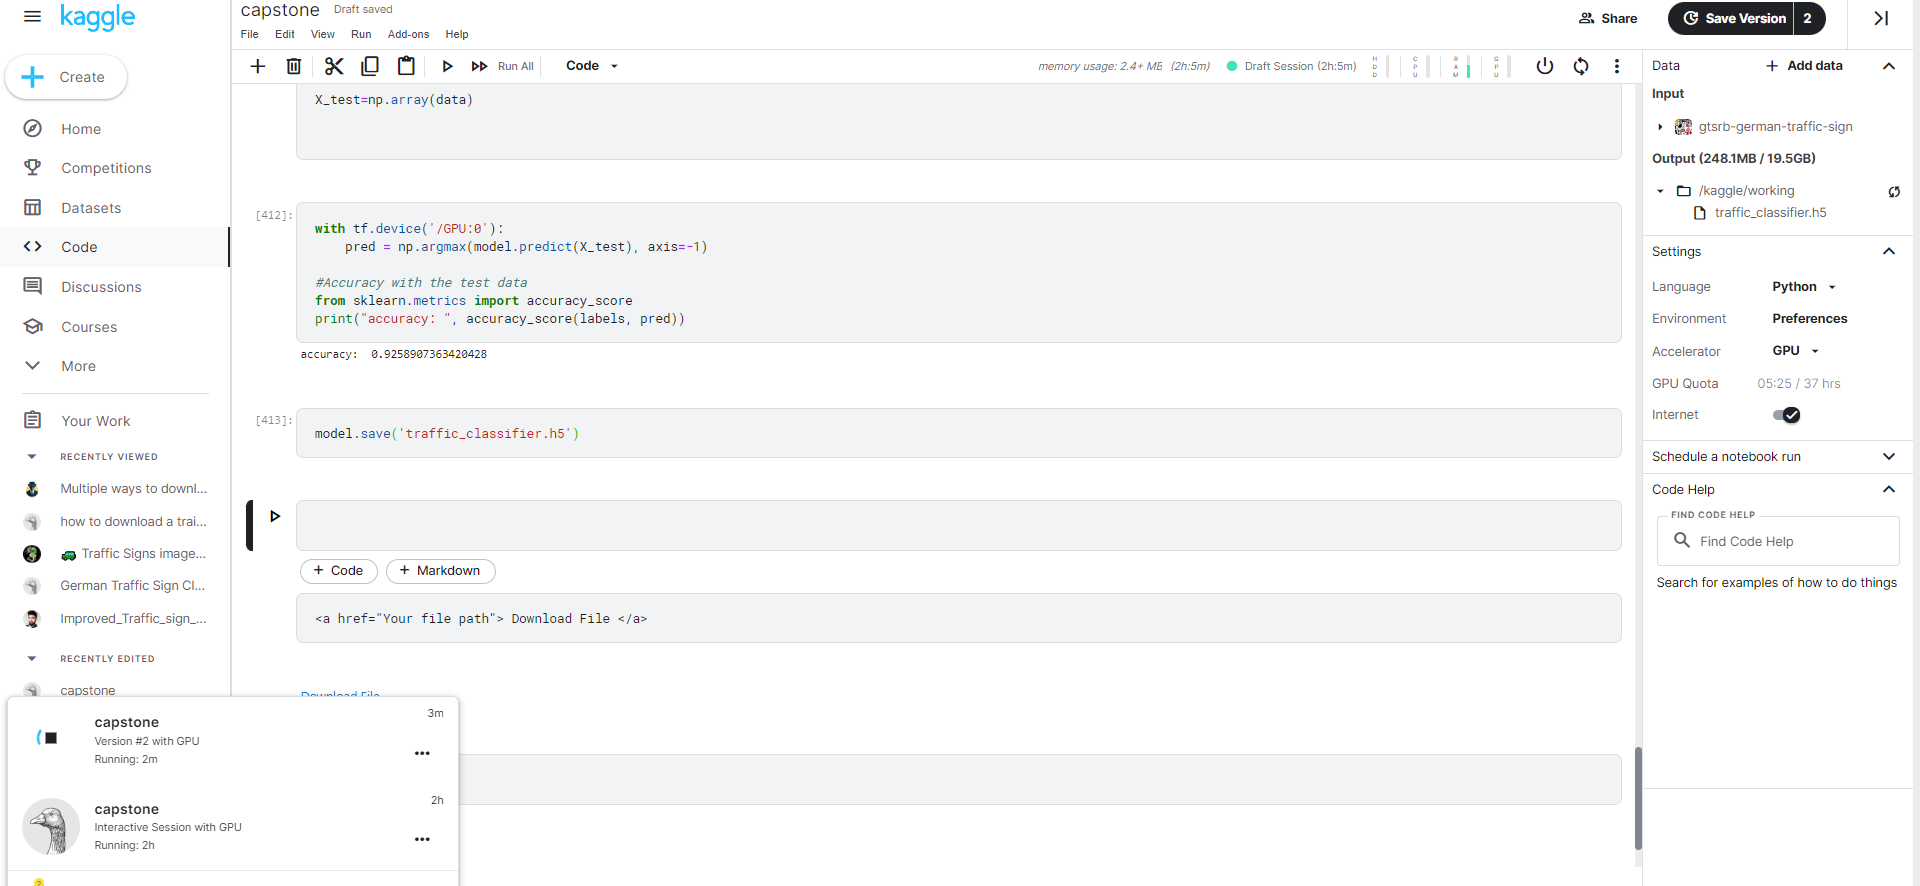 kaggle
capstone
Draft saved
File Edit View Run Add-ons Help
Share
Save Version 2
Create
Home
Competitions
Datasets
Code
Discussions
Courses
More
Your Work
RECENTLY VIEWED
Multiple ways to downl...
how to download a trai...
Traffic Signs image...
German Traffic Sign Cl...
Improved_Traffic_sign_...
RECENTLY EDITED
capstone
Run All
Code
memory usage: 2.4+ MB (2h:5m)
Draft Session (2h:5m)
HDD
CPU
RAM
GPU
X_test=np.array(data)
[412]:
with tf.device('/GPU:0'):
    pred = np.argmax(model.predict(X_test), axis=-1)
#Accuracy with the test data
from sklearn.metrics import accuracy_score
print("accuracy: ", accuracy_score(labels, pred))
accuracy:  0.9258907363420428
[413]:
model.save('traffic_classifier.h5')
+ Code
+ Markdown
<a href="Your file path"> Download File </a>
Download File
capstone
3m
Version #2 with GPU
Running: 2m
capstone
2h
Interactive Session with GPU
Running: 2h
2
Data
+ Add data
Input
gtsrb-german-traffic-sign
Output (248.1MB / 19.5GB)
/kaggle/working
traffic_classifier.h5
Settings
Language Python
Environment Preferences
Accelerator GPU
GPU Quota 05:25 / 37 hrs
Internet
Schedule a notebook run
Code Help
FIND CODE HELP
Find Code Help
Search for examples of how to do things